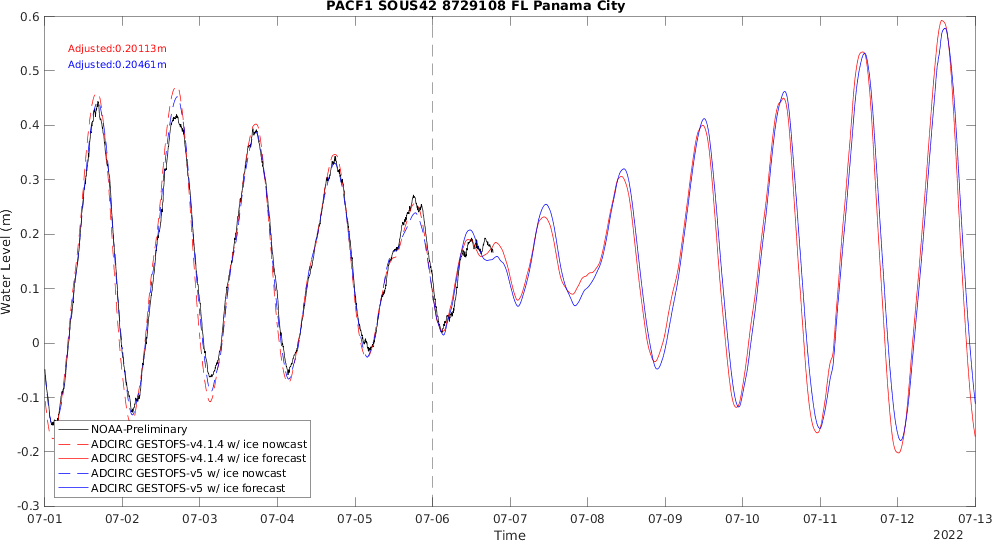 PACF1 SOUS42 8729108 FL Panama City
0.6
Adjusted:0.20113m
Adjusted:0.20461m
0.5
0.4
0.3
0.2
Water Level (m)
0.1
0
-0.1
-0.2
-0.3
NOAA-Preliminary
ADCIRC GESTOFS-v4.1.4 w/ ice nowcast
ADCIRC GESTOFS-v4.1.4 w/ ice forecast
ADCIRC GESTOFS-v5 w/ ice nowcast
ADCIRC GESTOFS-v5 w/ ice forecast
07-01 07-02 07-03 07-04 07-05 07-06 07-07 07-08 07-09 07-10 07-11 07-12 07-13
Time
2022